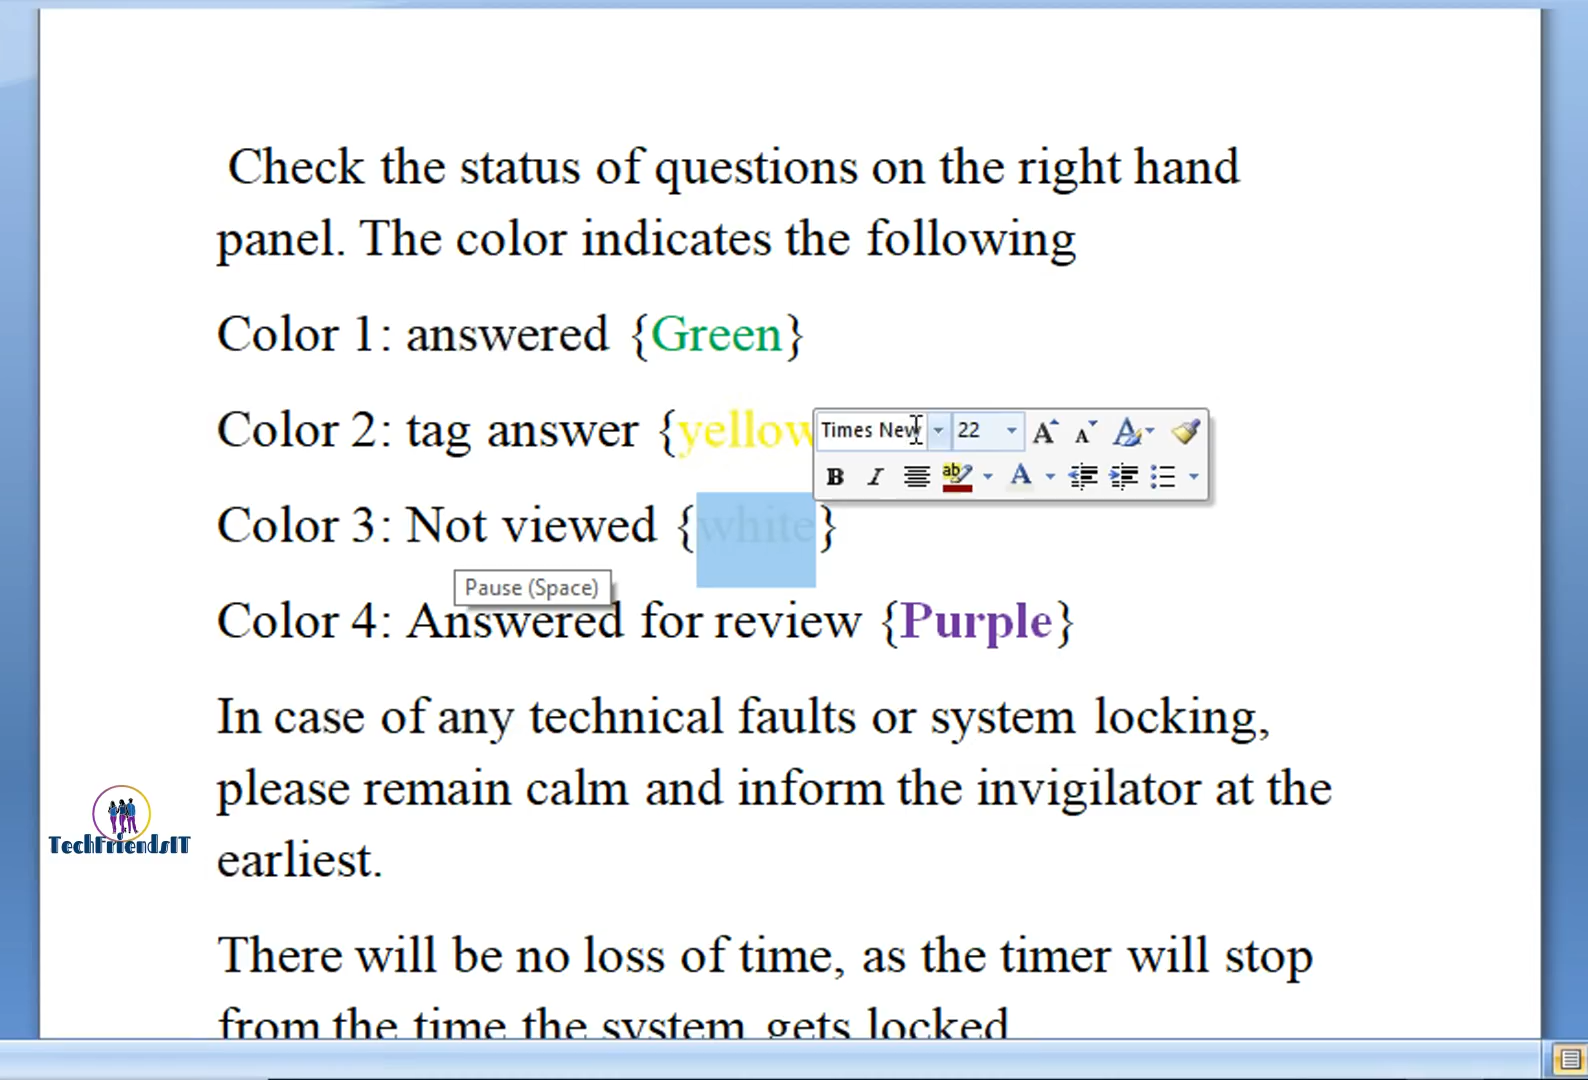 Check the status of questions on the right hand
panel. The color indicates the following
Color 1: answered {Green}
Color 2: tag answer {yellow
Times New 22
Color 3: Not viewed {white}
Pause (Space)
Color 4: Answered for review {Purple}
In case of any technical faults or system locking,
please remain calm and inform the invigilator at the
earliest.
TechFriendsIT
There will be no loss of time, as the timer will stop
from the time the system gets locked